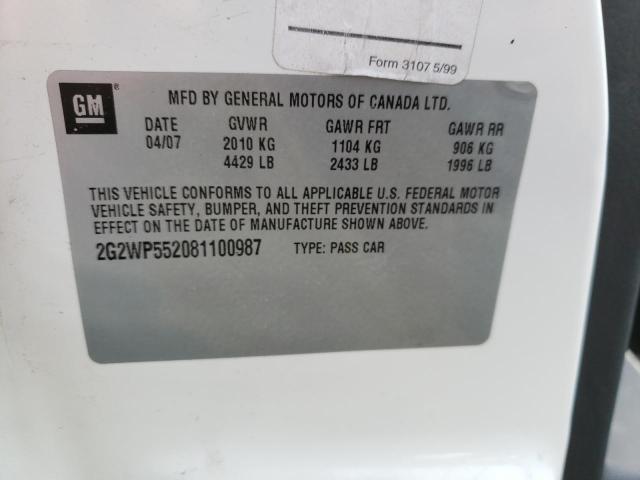 Form 3107 5/99
GM®
MFD BY GENERAL MOTORS OF CANADA LTD.
DATE GVWR GAWR FRT GAWR RR
04/07 2010 KG 1104 KG 906 KG
4429 LB 2433 LB 1996 LB
THIS VEHICLE CONFORMS TO ALL APPLICABLE U.S. FEDERAL MOTOR
VEHICLE SAFETY, BUMPER, AND THEFT PREVENTION STANDARDS IN
EFFECT ON THE DATE OF MANUFACTURE SHOWN ABOVE.
2G2WP552081100987 TYPE: PASS CAR